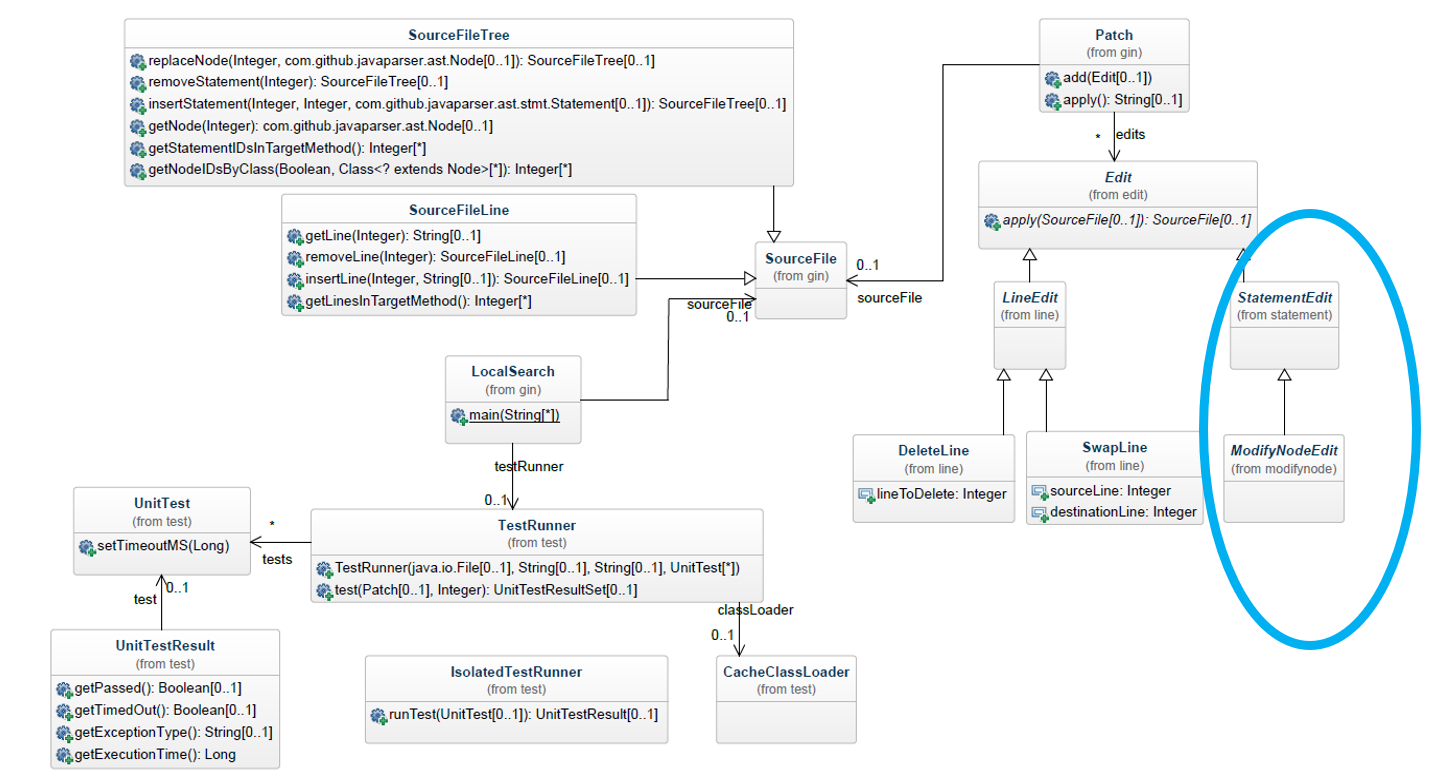 SourceFileTree
replaceNode(Integer, com.github.javaparser.ast.Node[0..1]): SourceFileTree[0..1]
removeStatement(Integer): SourceFileTree[0..1]
insertStatement(Integer, Integer, com.github.javaparser.ast.stmt.Statement[0..1]): SourceFileTree[0..1]
getNode(Integer): com.github.javaparser.ast.Node[0..1]
getStatementIDsInTargetMethod(): Integer[*]
getNodeIDsByClass(Boolean, Class<? extends Node>[*]): Integer[*]
Patch
(from gin)
add(Edit[0..1])
apply(): String[0..1]
* edits
Edit
(from edit)
apply(SourceFile[0..1]): SourceFile[0..1]
SourceFileLine
getLine(Integer): String[0..1]
removeLine(Integer): SourceFileLine[0..1]
insertLine(Integer, String[0..1]): SourceFileLine[0..1]
getLinesInTargetMethod(): Integer[*]
SourceFile
(from gin)
0..1
sourceFile
sourceFile
0..1
LineEdit
(from line)
StatementEdit
(from statement)
LocalSearch
(from gin)
main(String[*])
testRunner
0..1
DeleteLine
(from line)
lineToDelete: Integer
SwapLine
(from line)
sourceLine: Integer
destinationLine: Integer
ModifyNodeEdit
(from modifynode)
UnitTest
(from test)
setTimeoutMS(Long)
*
tests
TestRunner
(from test)
TestRunner(java.io.File[0..1], String[0..1], String[0..1], UnitTest[*])
test(Patch[0..1], Integer): UnitTestResultSet[0..1]
0..1
test
classLoader
0..1
UnitTestResult
(from test)
getPassed(): Boolean[0..1]
getTimedOut(): Boolean[0..1]
getExceptionType(): String[0..1]
getExecutionTime(): Long
IsolatedTestRunner
(from test)
runTest(UnitTest[0..1]): UnitTestResult[0..1]
CacheClassLoader
(from test)